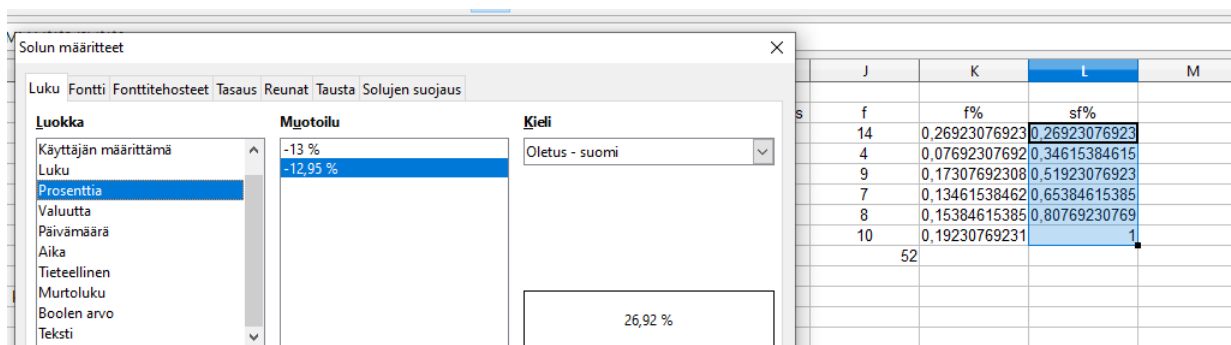 Solun määritteet
Luku Fontti Fonttitehosteet Tasaus Reunat Tausta Solujen suojaus
Luokka
Käyttäjän määrittämä
Luku
Prosenttia
Valuutta
Päivämäärä
Aika
Tieteellinen
Murtoluku
Boolen arvo
Teksti
Muotoilu
-13 %
-12,95 %
Kieli
Oletus - suomi
26,92 %
J K L M
s f f% sf%
14 0,26923076923 0,26923076923
4 0,07692307692 0,34615384615
9 0,17307692308 0,51923076923
7 0,13461538462 0,65384615385
8 0,15384615385 0,80769230769
10 0,19230769231 1
52